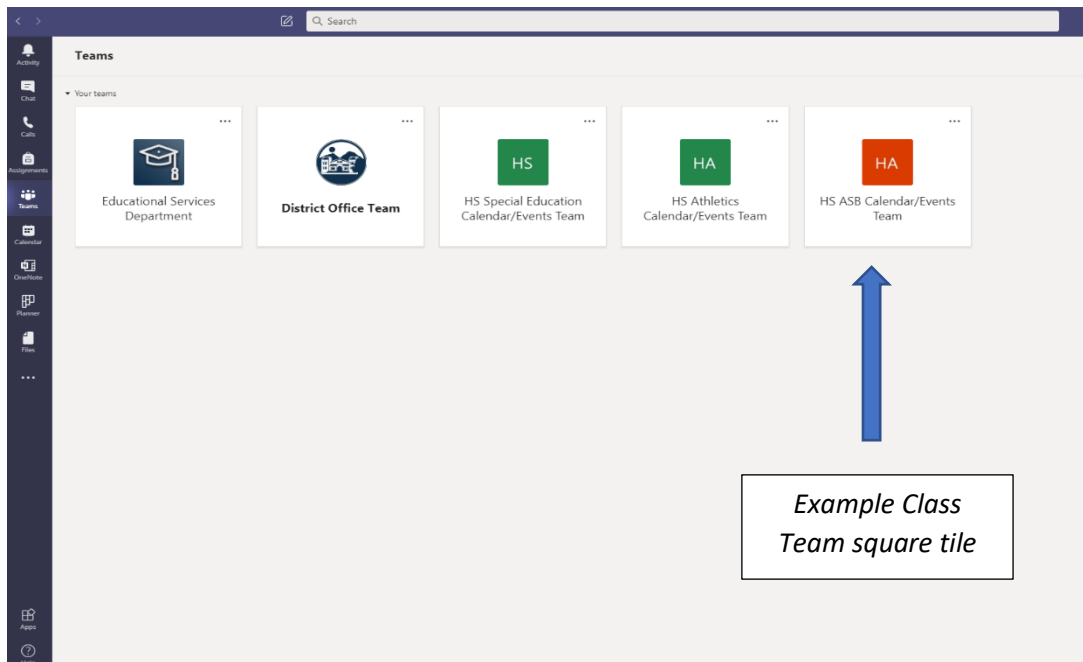 Search
Activity
Chat
Calls
Assignments
Teams
Calendar
OneNote
Planner
Files
Apps
Teams
Your teams
8
Educational Services
Department
District Office Team
HS
HS Special Education
Calendar/Events Team
HA
HS Athletics
Calendar/Events Team
HA
HS ASB Calendar/Events
Team
Example Class
Team square tile